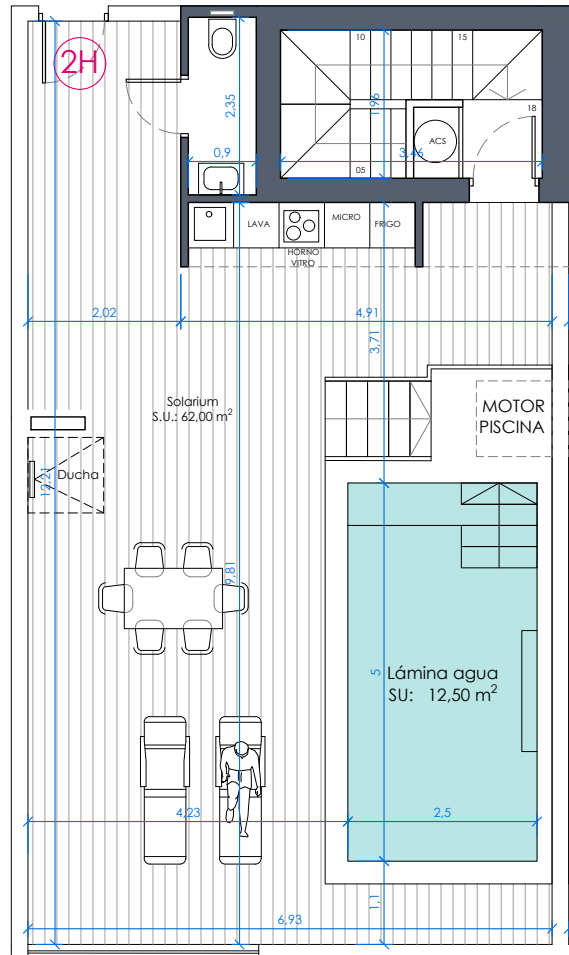 2H
10
15
2,35
1,96
18
ACS
0,9
3,46
05
LAVA
MICRO
FRIGO
HORNO
VITRO
2,02
4,91
3,71
Solarium
S.U.: 62,00 m²
MOTOR
PISCINA
Ducha
12,21
9,81
5
Lámina agua
SU: 12,50 m²
4,23
2,5
1,1
6,93